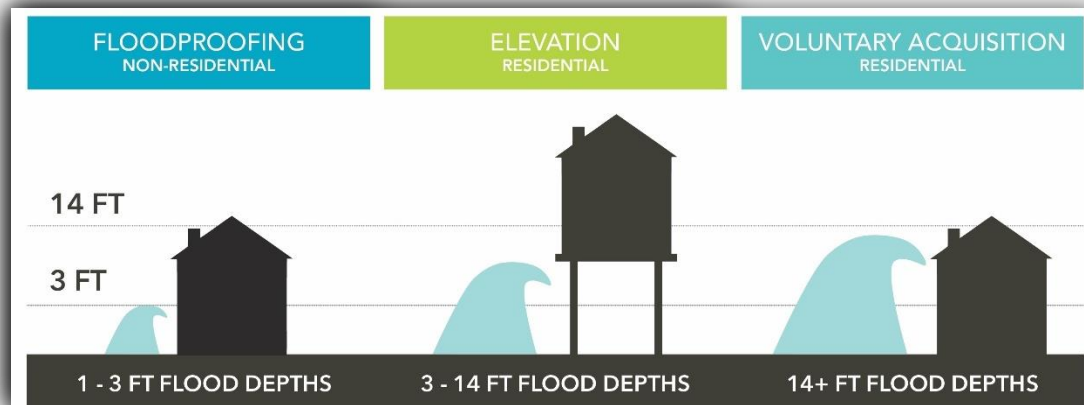 FLOODPROOFING
NON-RESIDENTIAL
ELEVATION
RESIDENTIAL
VOLUNTARY ACQUISITION
RESIDENTIAL
14 FT
3 FT
1 - 3 FT FLOOD DEPTHS
3 - 14 FT FLOOD DEPTHS
14+ FT FLOOD DEPTHS